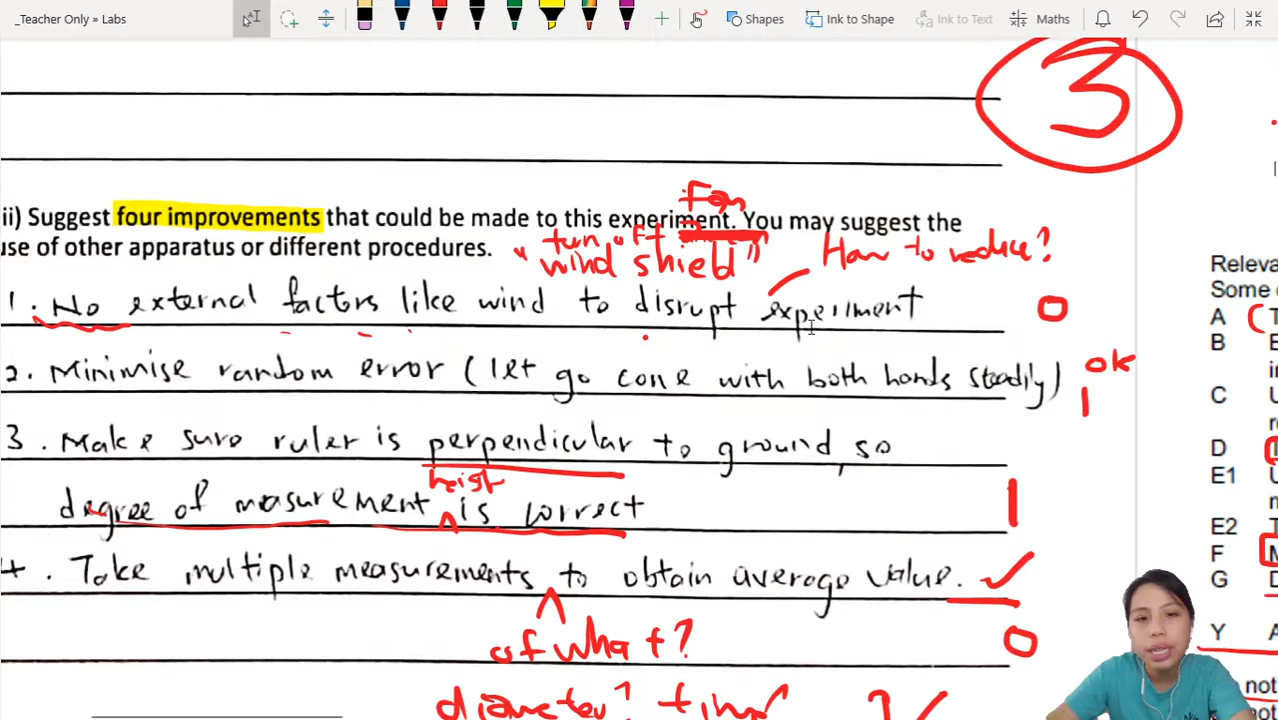 _Teacher Only » Labs
Shapes Ink to Shape Ink to Text Maths
3
ii) Suggest four improvements that could be made to this experiment. You may suggest the
use of other apparatus or different procedures.
Fan
"turn off
wind shield"
How to reduce?
1. No external factors like wind to disrupt experiment
0
2. Minimise random error (let go cone with both hands steadily)
ok
1
3. Make sure ruler is perpendicular to ground, so
degree of measurement is correct
1
4. Take multiple measurements to obtain average value.
of what?
0
diameter?
Some
A
B
C
D
E1
E2
F
G
Y